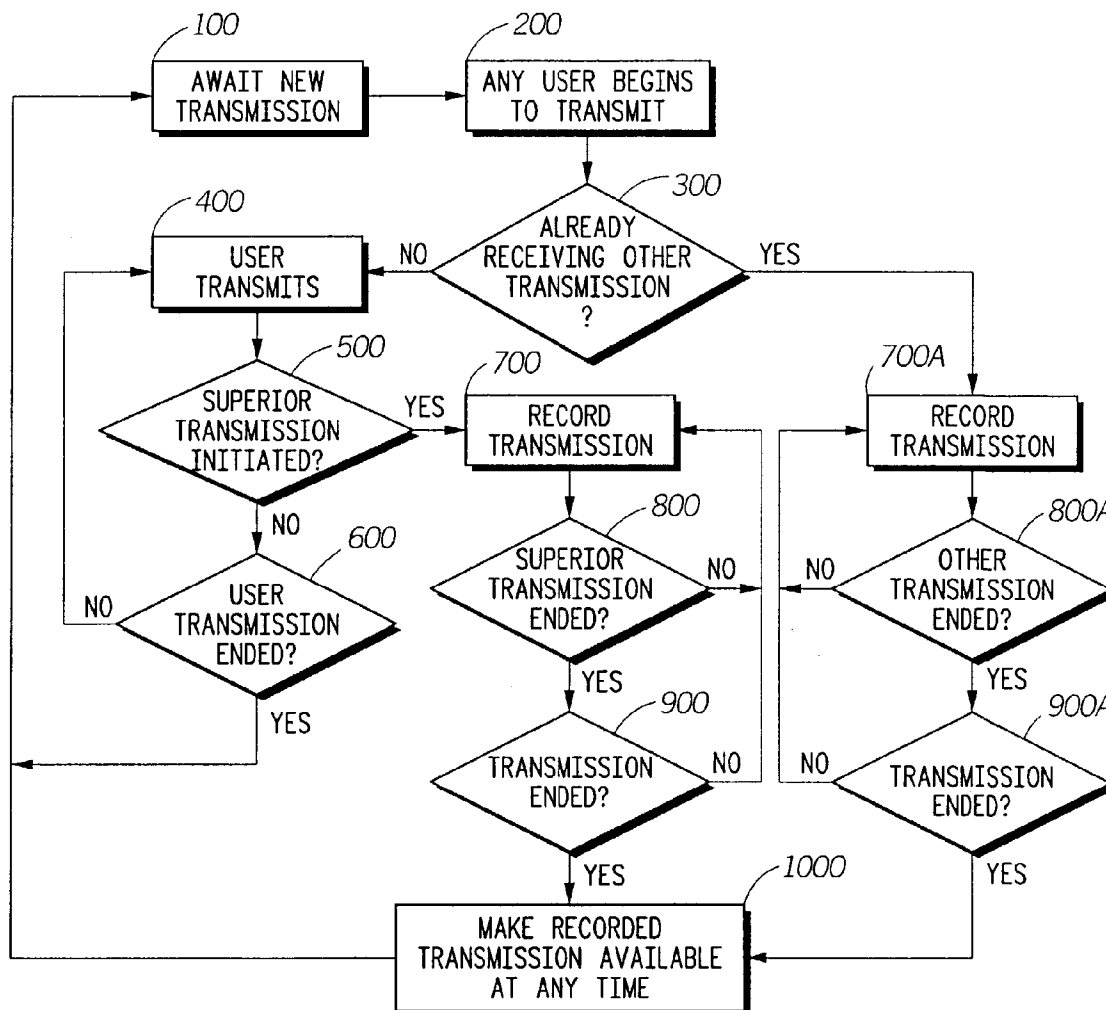 100
AWAIT NEW
TRANSMISSION
200
ANY USER BEGINS
TO TRANSMIT
300
ALREADY
RECEIVING OTHER
TRANSMISSION
?
NO
YES
400
USER
TRANSMITS
500
SUPERIOR
TRANSMISSION
INITIATED?
YES
NO
600
USER
TRANSMISSION
ENDED?
NO
YES
700
RECORD
TRANSMISSION
800
SUPERIOR
TRANSMISSION
ENDED?
NO
YES
900
TRANSMISSION
ENDED?
NO
YES
700A
RECORD
TRANSMISSION
800A
OTHER
TRANSMISSION
ENDED?
NO
YES
900A
TRANSMISSION
ENDED?
NO
YES
1000
MAKE RECORDED
TRANSMISSION AVAILABLE
AT ANY TIME